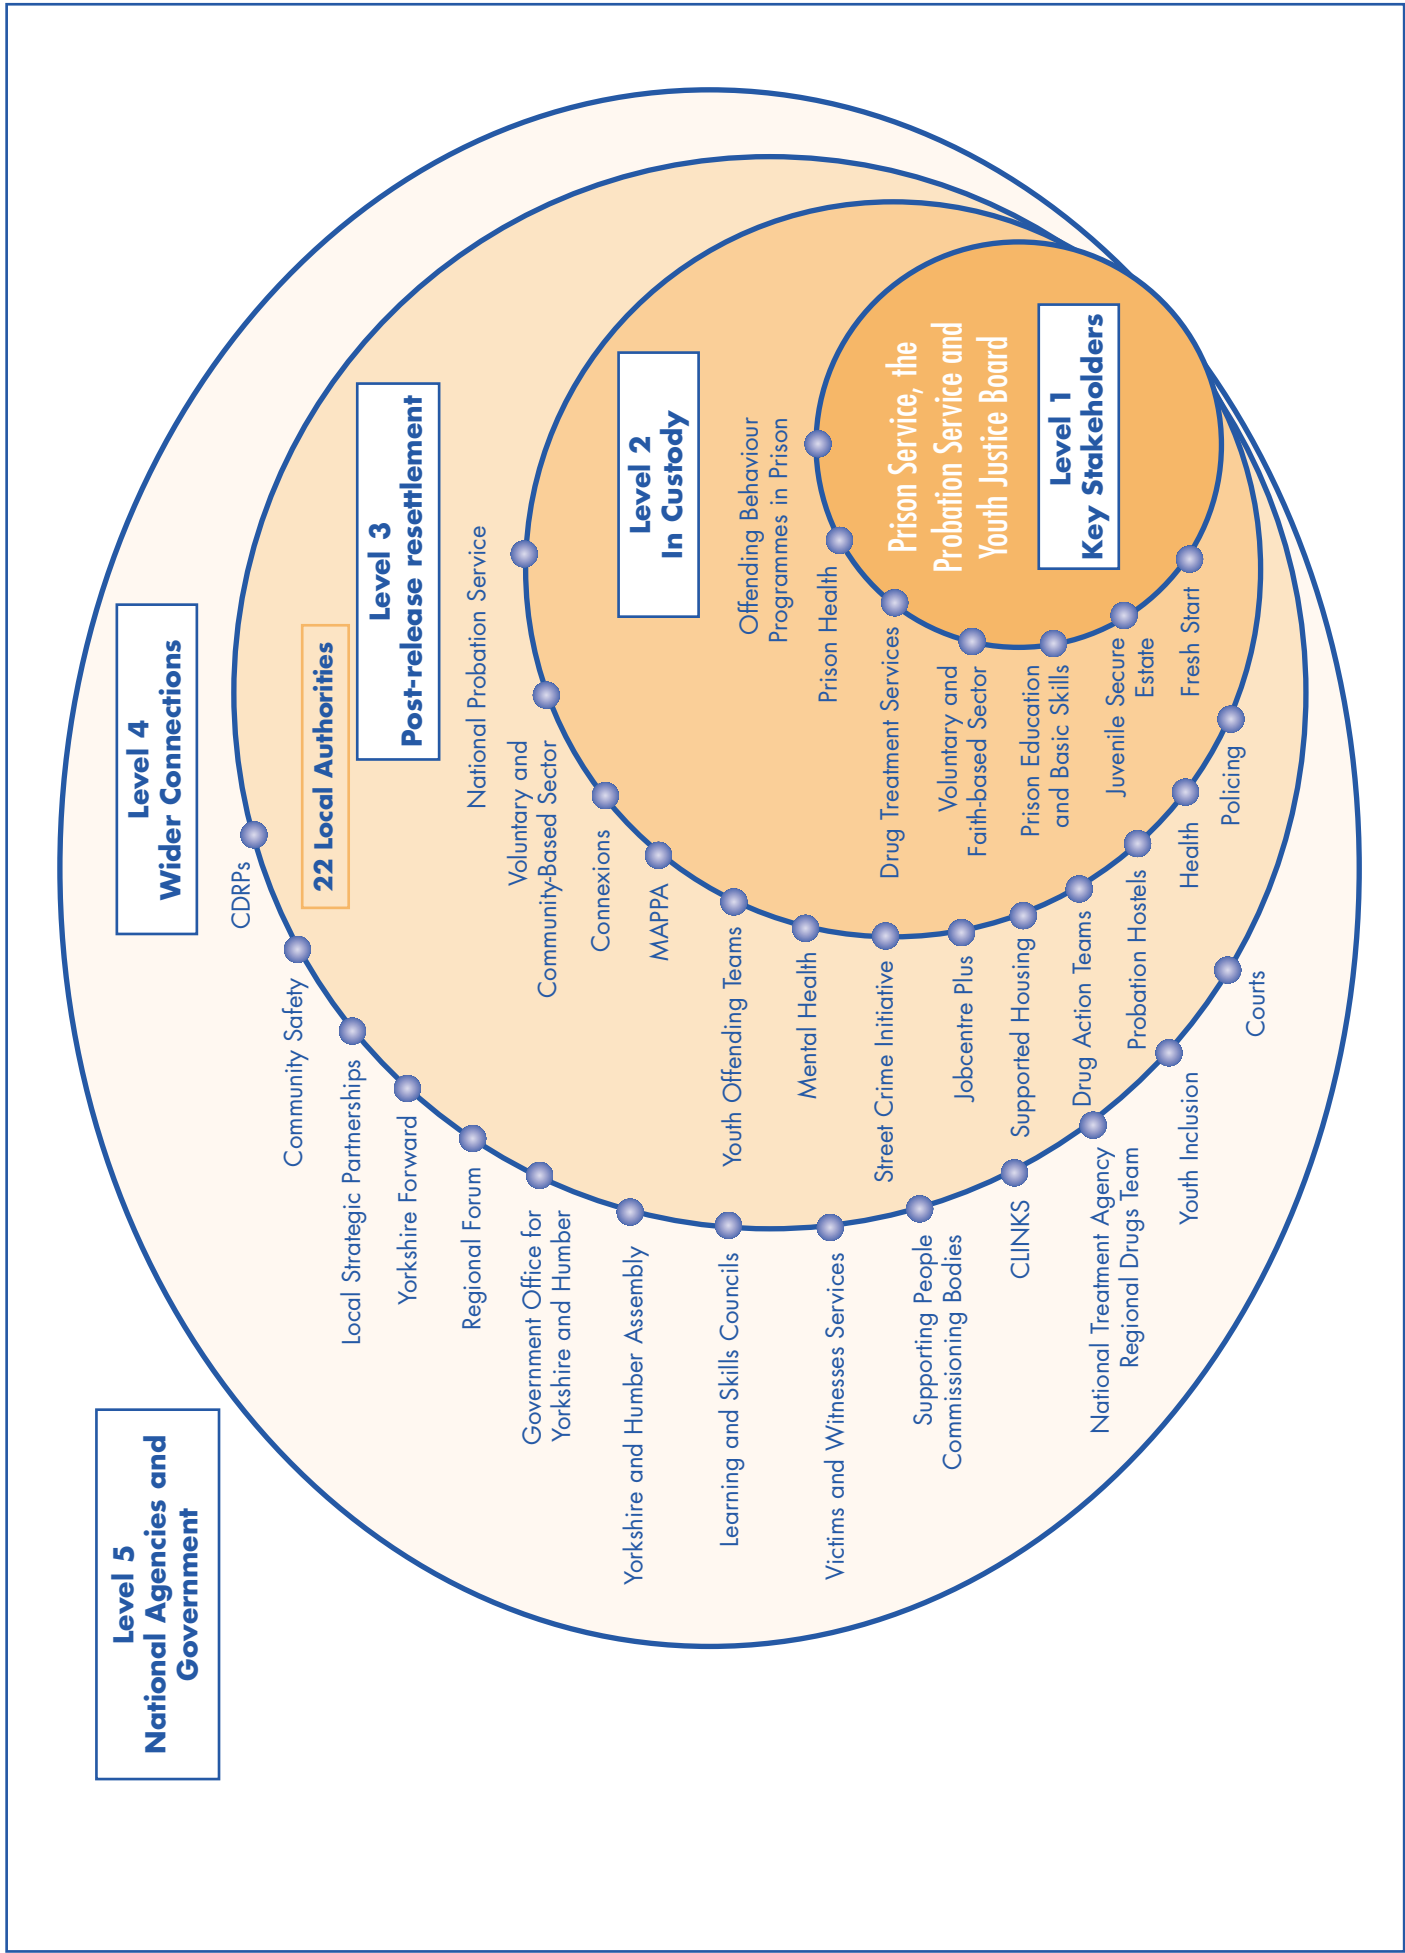 Level 5
National Agencies and
Government
Level 4
Wider Connections
22 Local Authorities
Level 3
Post-release resettlement
Level 2
In Custody
Prison Service, the
Probation Service and
Youth Justice Board
Level 1
Key Stakeholders
Offending Behaviour
Programmes in Prison
Prison Health
Drug Treatment Services
Voluntary and
Faith-based Sector
Prison Education
and Basic Skills
Juvenile Secure
Estate
Fresh Start
National Probation Service
Voluntary and
Community-Based Sector
Connexions
MAPPA
Youth Offending Teams
Mental Health
Street Crime Initiative
Jobcentre Plus
Supported Housing
Drug Action Teams
Probation Hostels
Health
Policing
CDRPs
Community Safety
Local Strategic Partnerships
Yorkshire Forward
Regional Forum
Government Office for
Yorkshire and Humber
Yorkshire and Humber Assembly
Learning and Skills Councils
Victims and Witnesses Services
Supporting People
Commissioning Bodies
CLINKS
National Treatment Agency
Regional Drugs Team
Youth Inclusion
Courts